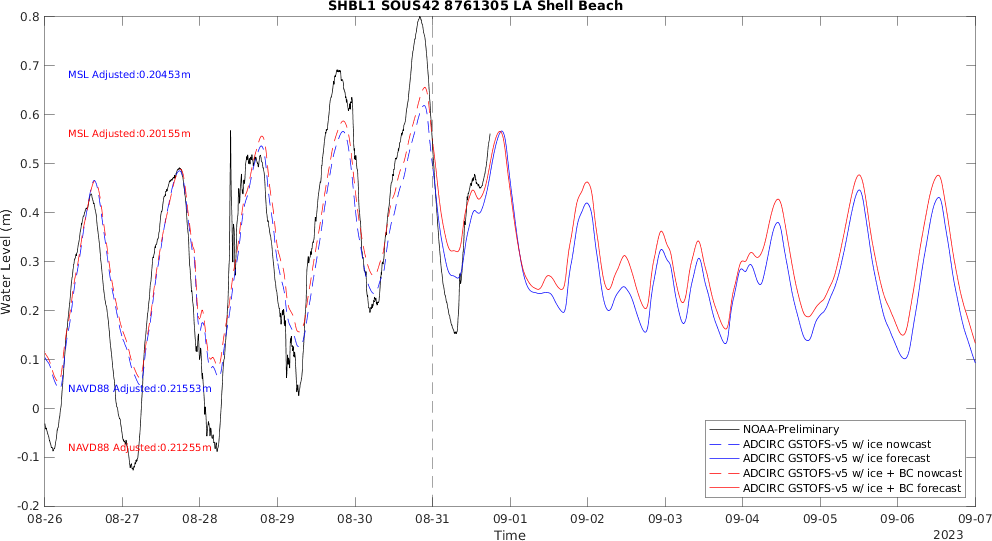 SHBL1 SOUS42 8761305 LA Shell Beach
0.8
0.7
0.6
0.5
0.4
0.3
0.2
0.1
0
-0.1
-0.2
Water Level (m)
MSL Adjusted:0.20453m
MSL Adjusted:0.20155m
NAVD88 Adjusted:0.21553m
NAVD88 Adjusted:0.21255m
NOAA-Preliminary
ADCIRC GSTOFS-v5 w/ ice nowcast
ADCIRC GSTOFS-v5 w/ ice forecast
ADCIRC GSTOFS-v5 w/ ice + BC nowcast
ADCIRC GSTOFS-v5 w/ ice + BC forecast
08-26 08-27 08-28 08-29 08-30 08-31 09-01 09-02 09-03 09-04 09-05 09-06 09-07
Time
2023